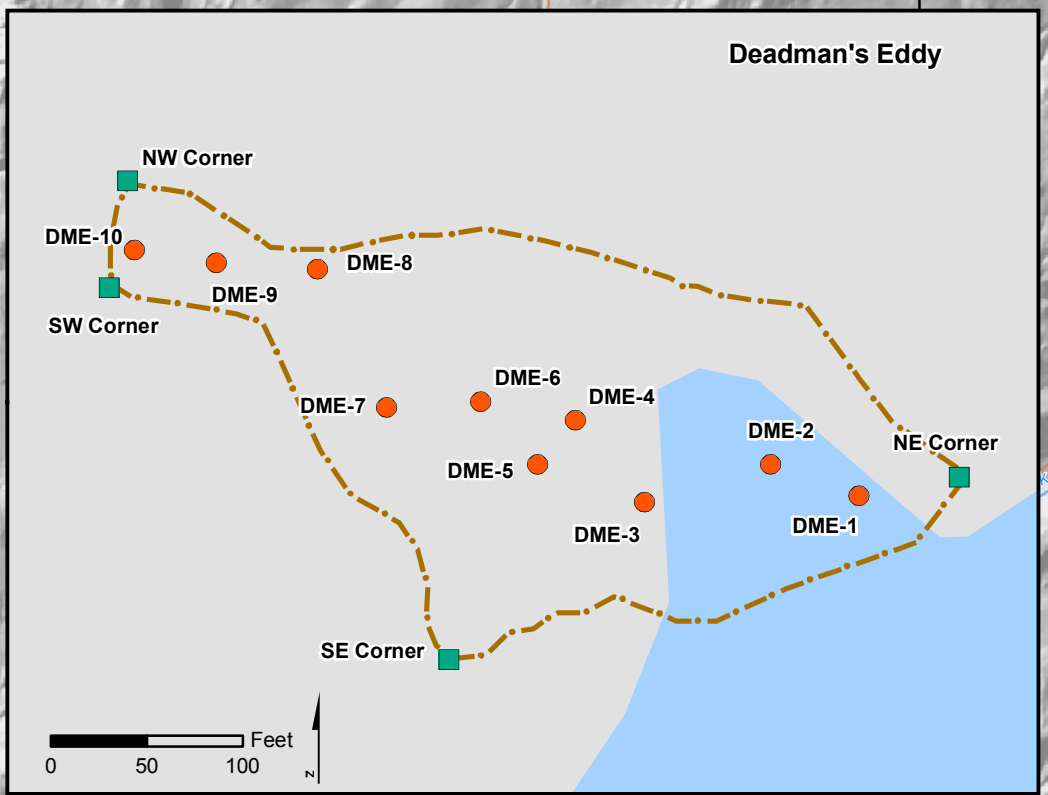 Deadman's Eddy
NW Corner
DME-10
DME-8
DME-9
SW Corner
DME-6
DME-7
DME-4
DME-2
NE Corner
DME-5
DME-1
DME-3
SE Corner
Feet
0 50 100
N